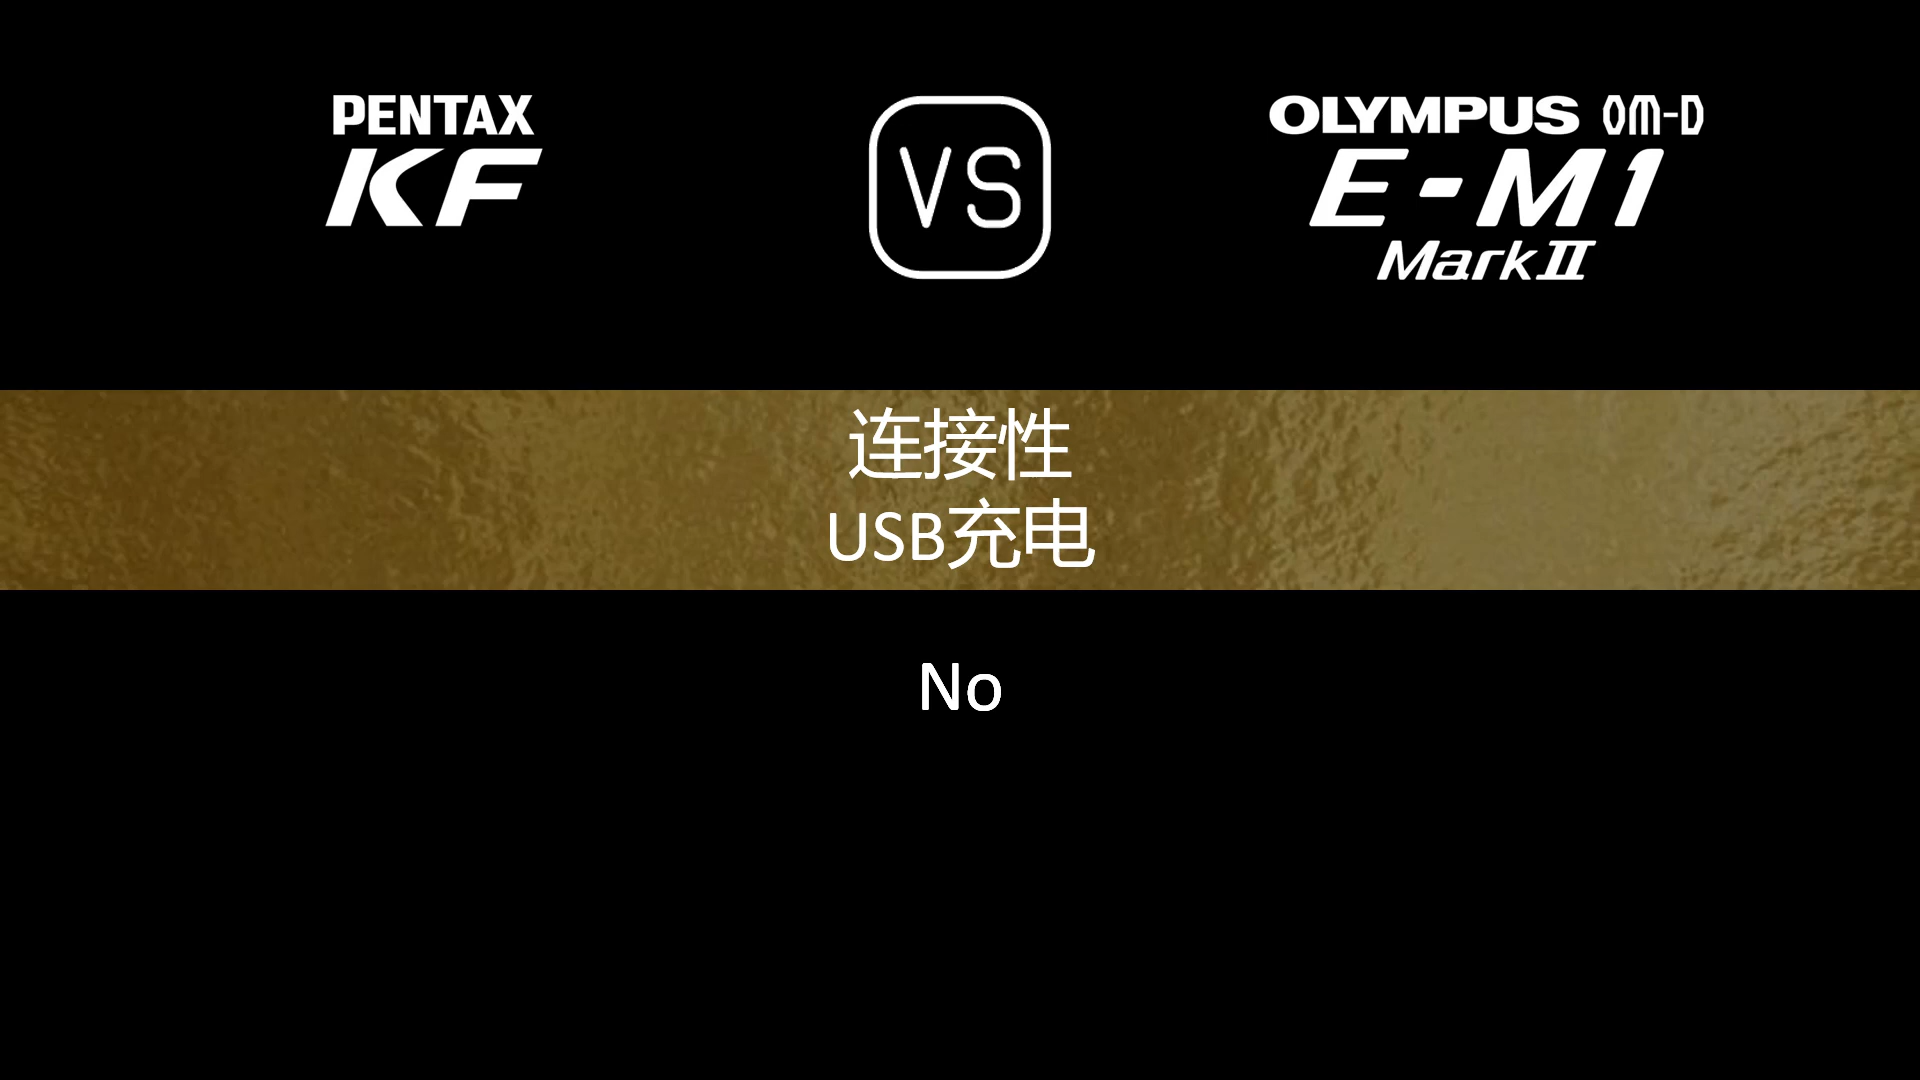 PENTAX
KF
VS
OLYMPUS OM-D
E-M1
Mark II
连接性
USB充电
No